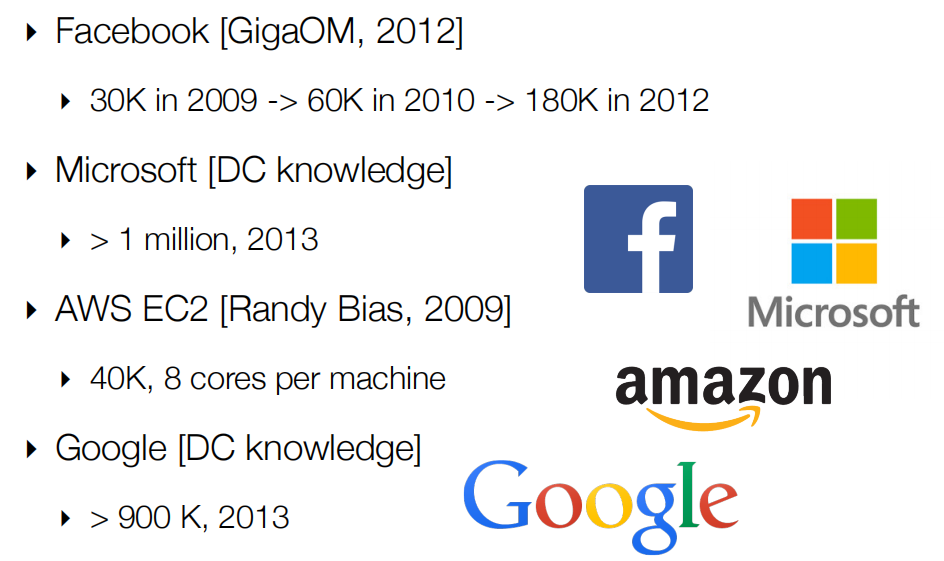 Facebook [GigaOM, 2012]
30K in 2009 -> 60K in 2010 -> 180K in 2012
Microsoft [DC knowledge]
> 1 million, 2013
AWS EC2 [Randy Bias, 2009]
40K, 8 cores per machine
Google [DC knowledge]
> 900 K, 2013
f
Microsoft
amazon
Google